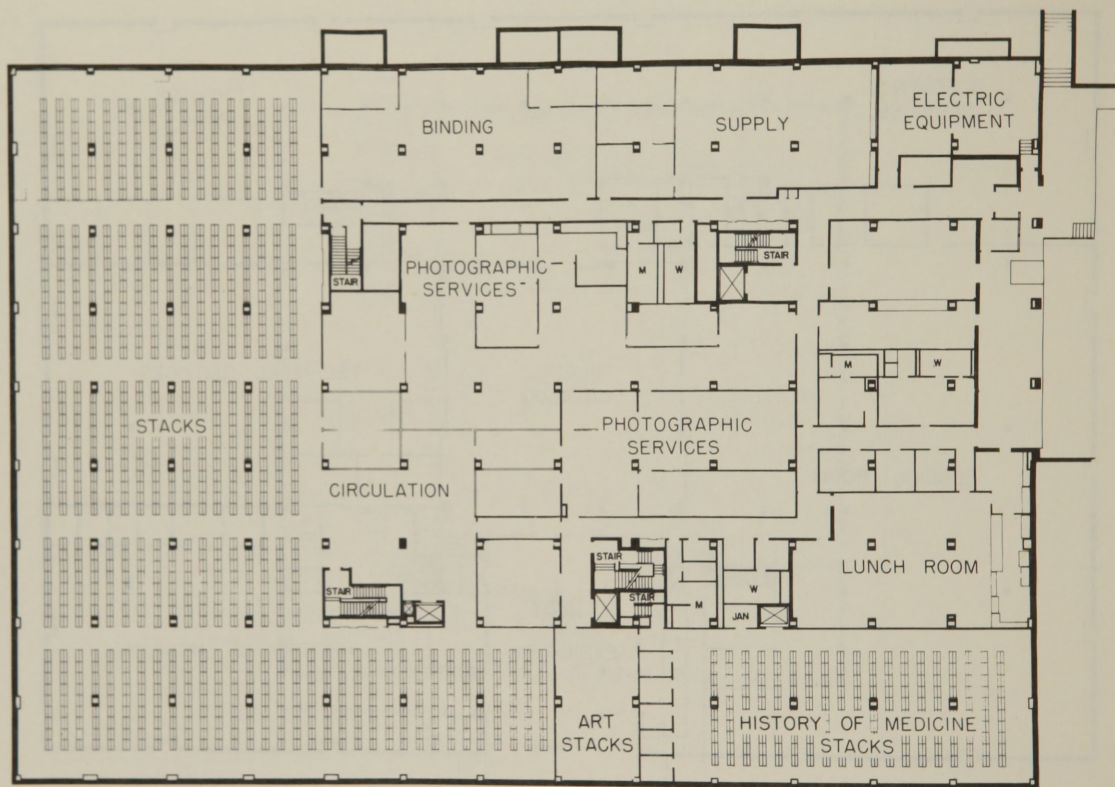 BINDING
SUPPLY
ELECTRIC
EQUIPMENT
STAIR
PHOTOGRAPHIC
SERVICES
M
W
STAIR
M
W
STACKS
PHOTOGRAPHIC
SERVICES
CIRCULATION
STAIR
STAIR
STAIR
M
W
JAN
LUNCH ROOM
ART
STACKS
HISTORY OF MEDICINE
STACKS